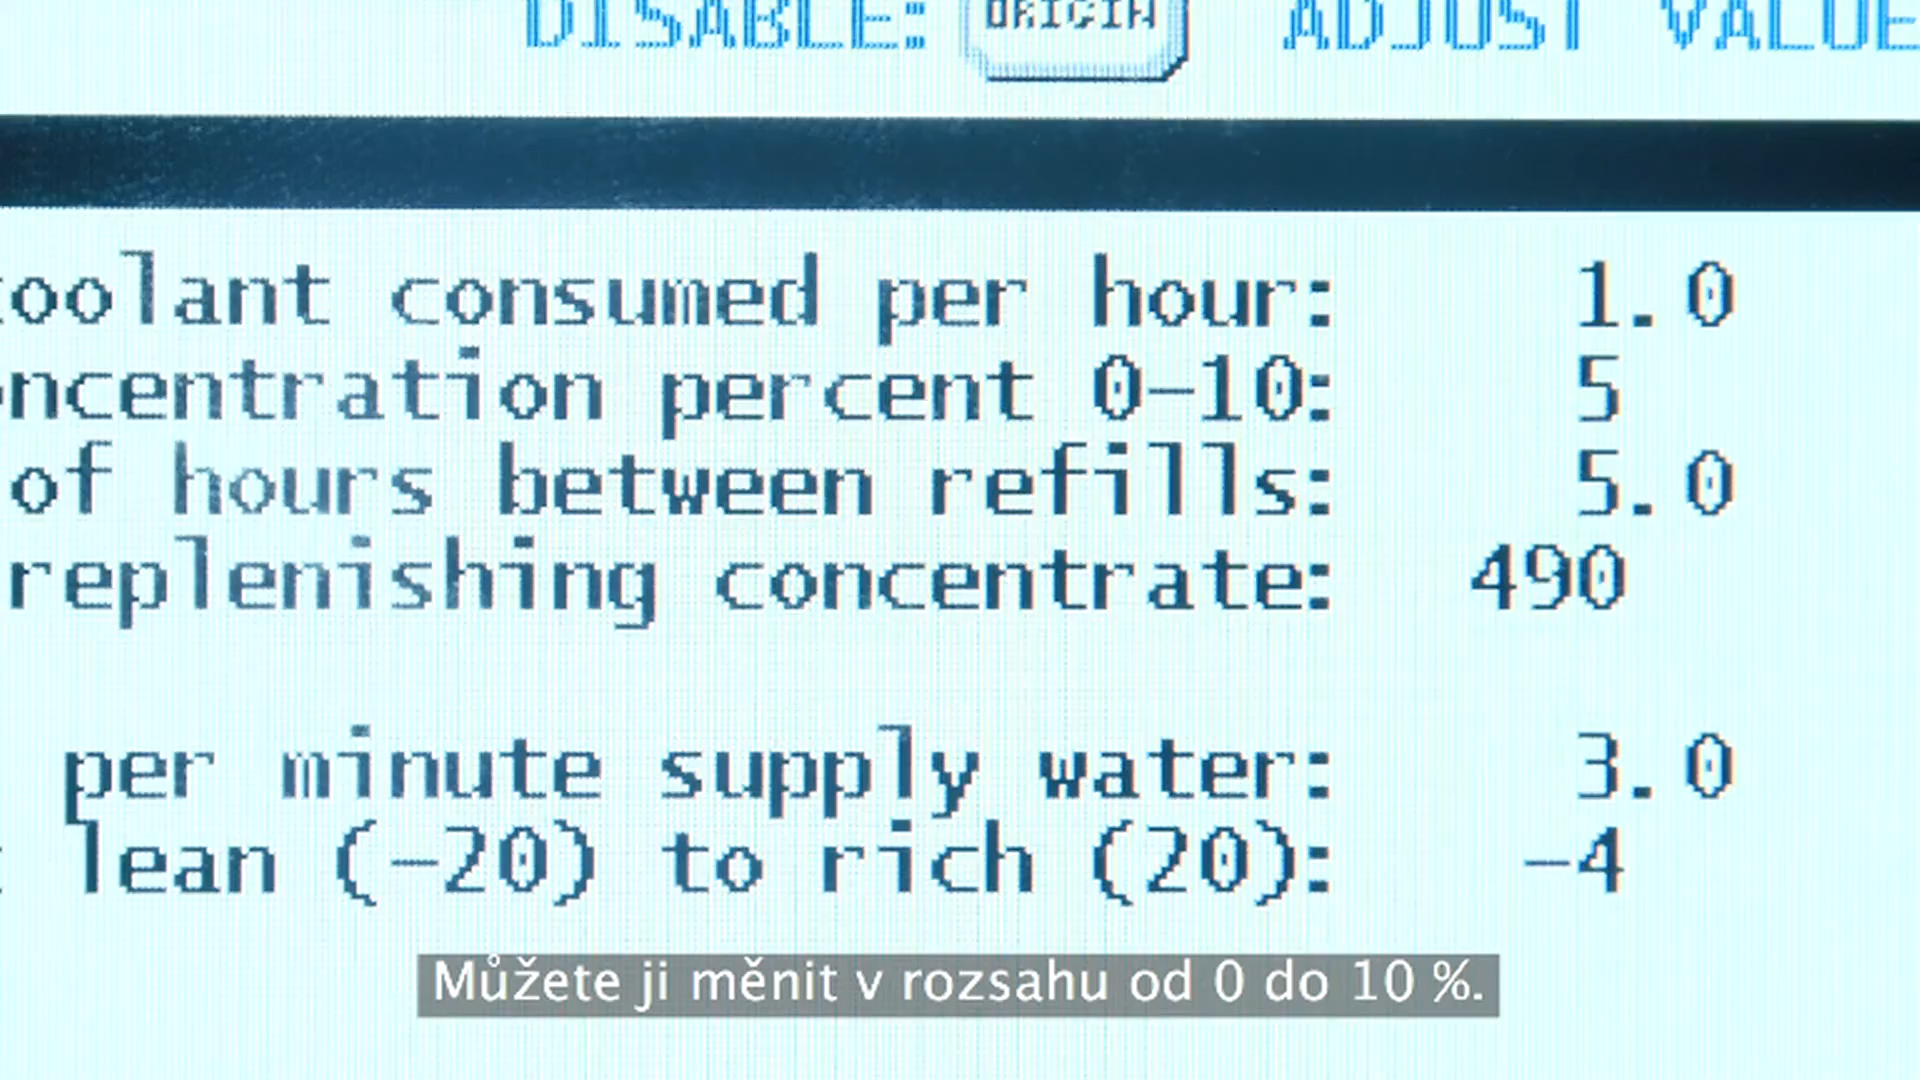 DISABLE: ORIGIN ADJUST VALUE
coolant consumed per hour: 1.0
oncentration percent 0-10: 5
of hours between refills: 5.0
replenishing concentrate: 490
per minute supply water: 3.0
lean (-20) to rich (20): -4
Můžete ji měnit v rozsahu od 0 do 10 %.